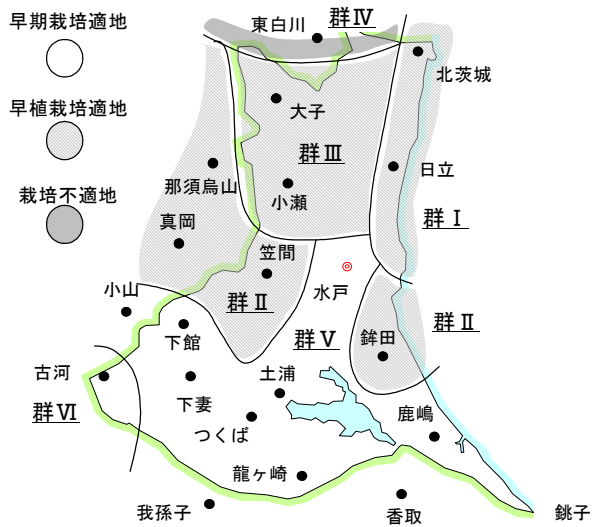 早期栽培適地
早植栽培適地
栽培不適地
東白川
群Ⅳ
北茨城
大子
群Ⅲ
那須烏山
小瀬
日立
群Ⅰ
真岡
笠間
小山
群Ⅱ
水戸
群Ⅱ
下館
群Ⅴ
鉾田
古河
土浦
群Ⅵ
下妻
つくば
鹿嶋
龍ヶ崎
我孫子
香取
銚子